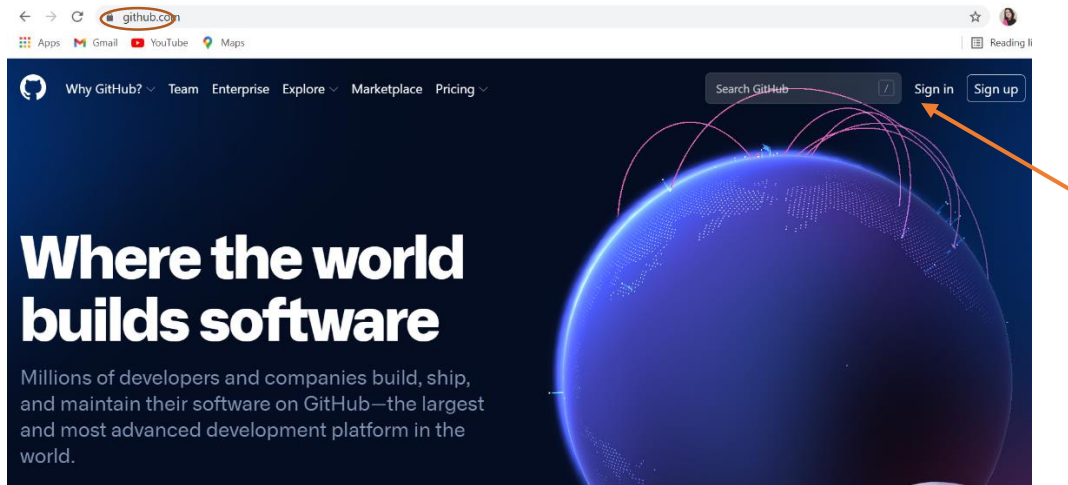 github.com
Apps Gmail YouTube Maps Reading li
Why GitHub? Team Enterprise Explore Marketplace Pricing Search GitHub / Sign in Sign up
Where the world
builds software
Millions of developers and companies build, ship,
and maintain their software on GitHub—the largest
and most advanced development platform in the
world.